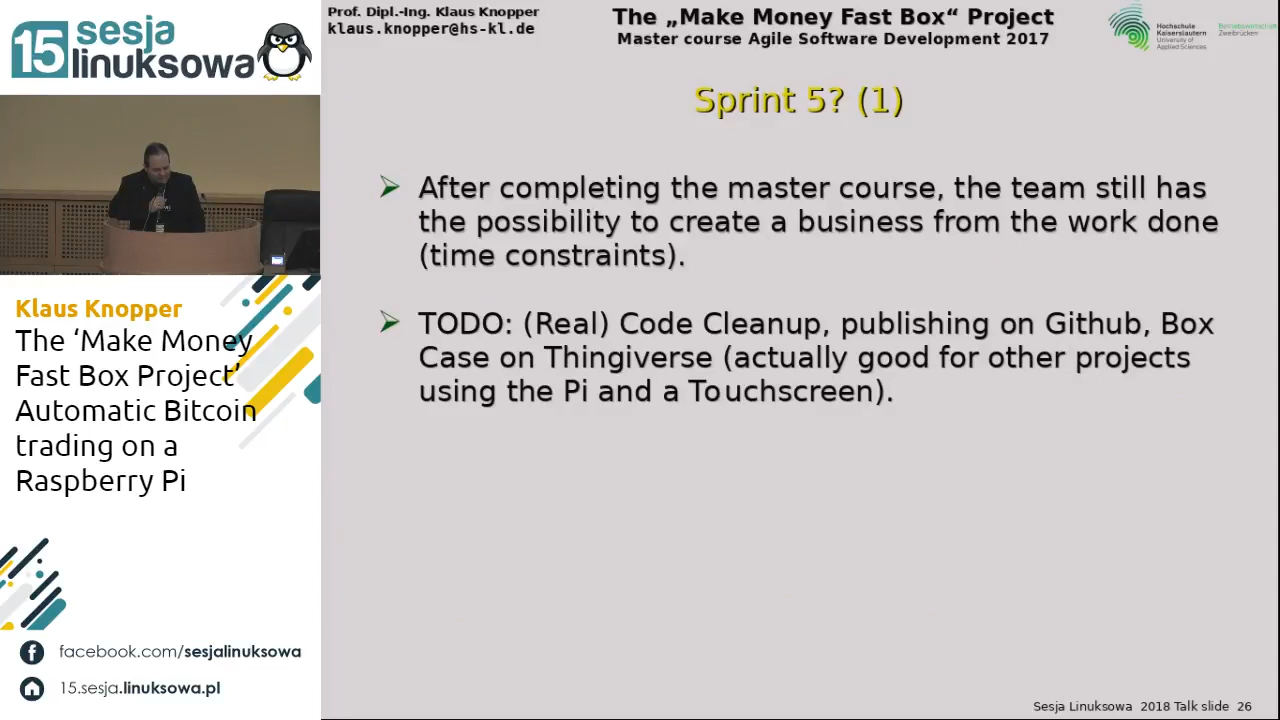 15 sesja
linuksowa
Klaus Knopper
The ‘Make Money
Fast Box Project’
Automatic Bitcoin
trading on a
Raspberry Pi
facebook.com/sesjalinuksowa
15.sesja.linuksowa.pl
Prof. Dipl.-Ing. Klaus Knopper
klaus.knopper@hs-kl.de
The „Make Money Fast Box“ Project
Master course Agile Software Development 2017
Hochschule
Kaiserslautern
University of
Applied Sciences
Betriebswirtschaft
Zweibrücken
Sprint 5? (1)
After completing the master course, the team still has
the possibility to create a business from the work done
(time constraints).
TODO: (Real) Code Cleanup, publishing on Github, Box
Case on Thingiverse (actually good for other projects
using the Pi and a Touchscreen).
Sesja Linuksowa 2018 Talk slide 26